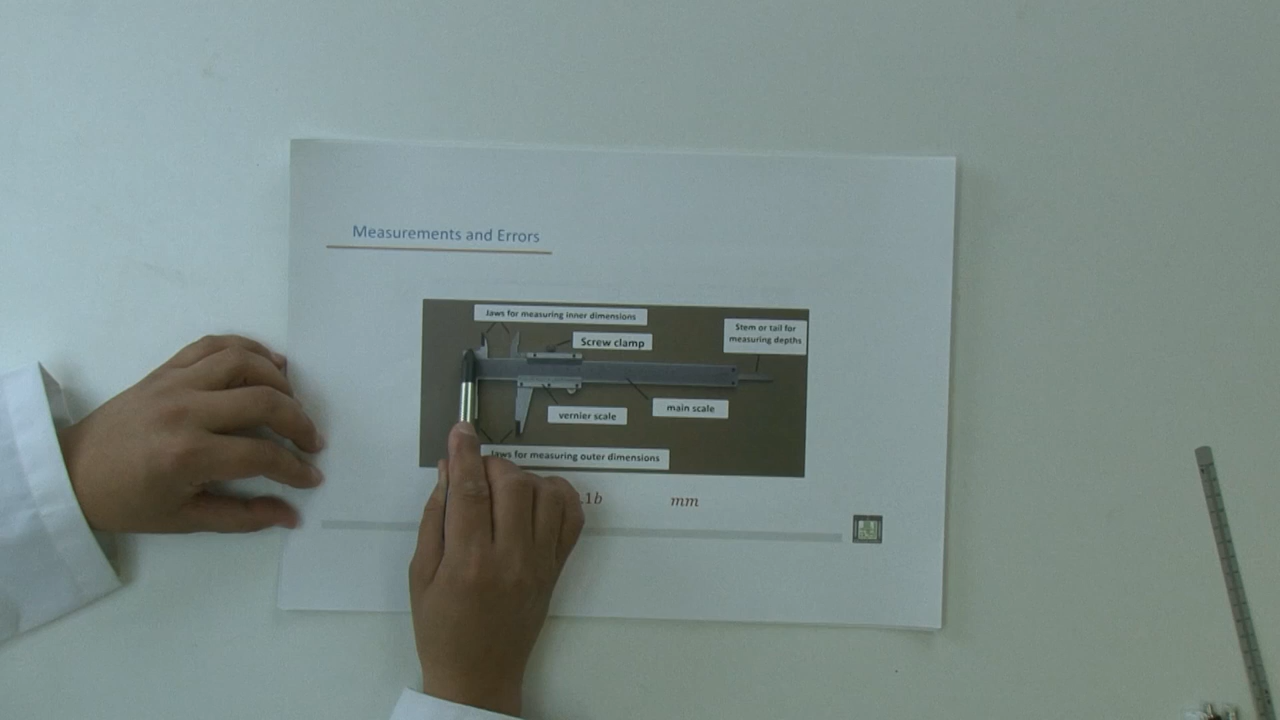 Measurements and Errors
Jaws for measuring inner dimensions
Stem or tail for
measuring depths
Screw clamp
main scale
vernier scale
Jaws for measuring outer dimensions
.1b mm